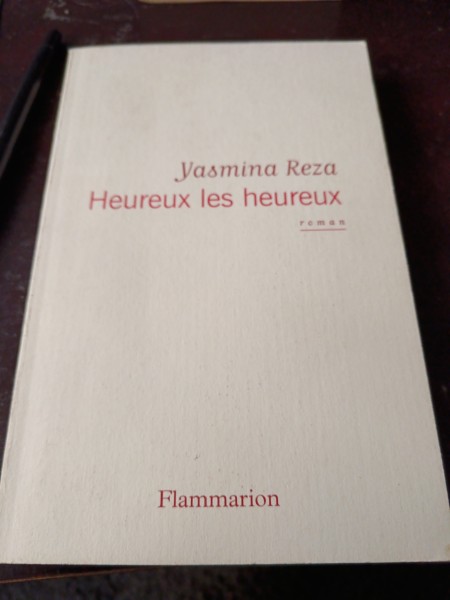 Yasmina Reza
Heureux les heureux
roman
Flammarion